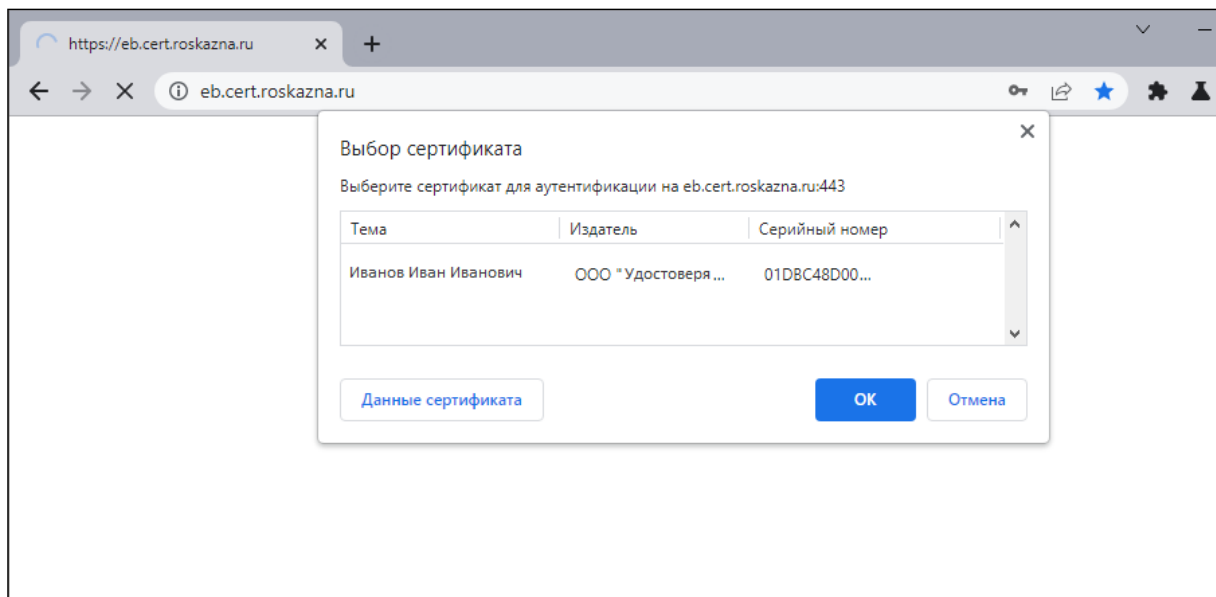 https://eb.cert.roskazna.ru
eb.cert.roskazna.ru
Выбор сертификата
Выберите сертификат для аутентификации на eb.cert.roskazna.ru:443
Тема Издатель Серийный номер
Иванов Иван Иванович ООО "Удостоверя... 01DBC48D00...
Данные сертификата ОК Отмена